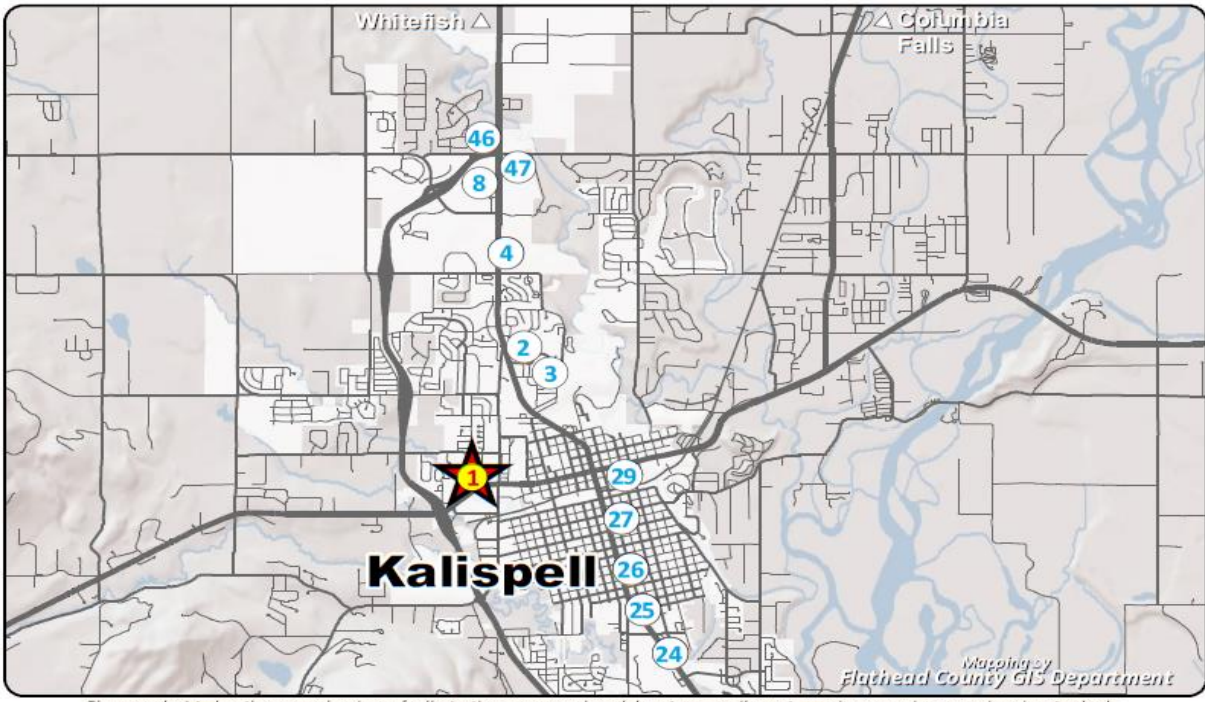 Whitefish △
△ Columbia
Falls
46
47
8
4
2
3
1
29
27
Kalispell
26
25
24
Mapping by
Flathead County GIS Department